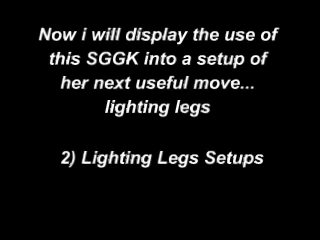 Now i will display the use of
this SGGK into a setup of
her next useful move...
lighting legs
2) Lighting Legs Setups